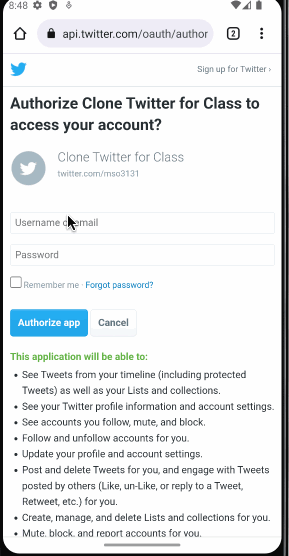 8:48
api.twitter.com/oauth/author
2
Sign up for Twitter ›
Authorize Clone Twitter for Class to
access your account?
Clone Twitter for Class
twitter.com/mso3131
Username or email
Password
Remember me · Forgot password?
Authorize app
Cancel
This application will be able to:
• See Tweets from your timeline (including protected
Tweets) as well as your Lists and collections.
• See your Twitter profile information and account settings.
• See accounts you follow, mute, and block.
• Follow and unfollow accounts for you.
• Update your profile and account settings.
• Post and delete Tweets for you, and engage with Tweets
posted by others (Like, un-Like, or reply to a Tweet,
Retweet, etc.) for you.
• Create, manage, and delete Lists and collections for you.
• Mute, block, and report accounts for you.